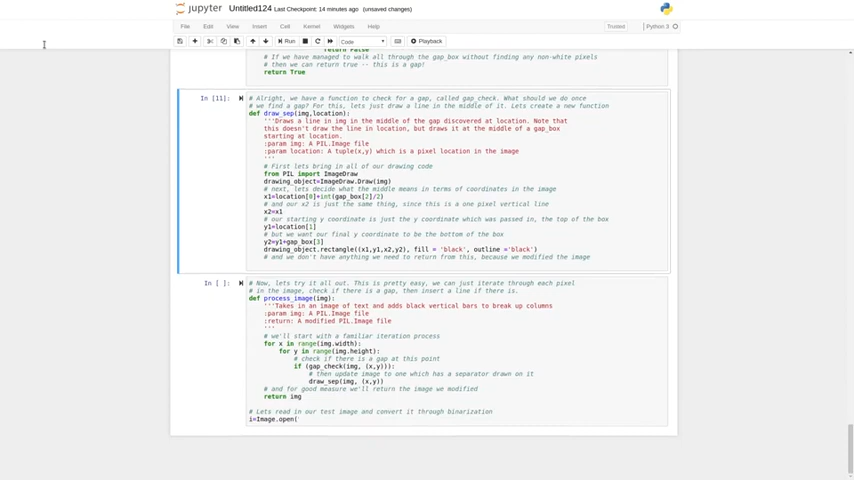 jupyter Untitled124 Last Checkpoint: 14 minutes ago (unsaved changes)
File Edit View Insert Cell Kernel Widgets Help Trusted Python 3
Run Code Playback
return False
# If we have managed to walk all through the gap_box without finding any non-white pixels
# then we can return true -- this is a gap!
return True
In [11]:
# Alright, we have a function to check for a gap, called gap_check. What should we do once
# we find a gap? For this, lets just draw a line in the middle of it. Lets create a new function
def draw_sep(img,location):
'''Draws a line in img in the middle of the gap discovered at location. Note that
this doesn't draw the line in location, but draws it at the middle of a gap_box
starting at location.
:param img: A PIL.Image file
:param location: A tuple(x,y) which is a pixel location in the image
'''
# First lets bring in all of our drawing code
from PIL import ImageDraw
drawing_object=ImageDraw.Draw(img)
# next, lets decide what the middle means in terms of coordinates in the image
x1=location[0]+int(gap_box[2]/2)
# and our x2 is just the same thing, since this is a one pixel vertical line
x2=x1
# our starting y coordinate is just the y coordinate which was passed in, the top of the box
y1=location[1]
# but we want our final y coordinate to be the bottom of the box
y2=y1+gap_box[3]
drawing_object.rectangle((x1,y1,x2,y2), fill = 'black', outline ='black')
# and we don't have anything we need to return from this, because we modified the image
In [ ]:
# Now, lets try it all out. This is pretty easy, we can just iterate through each pixel
# in the image, check if there is a gap, then insert a line if there is.
def process_image(img):
'''Takes in an image of text and adds black vertical bars to break up columns
:param img: A PIL.Image file
:return: A modified PIL.Image file
'''
# we'll start with a familiar iteration process
for x in range(img.width):
for y in range(img.height):
# check if there is a gap at this point
if (gap_check(img, (x,y))):
# then update image to one which has a separator drawn on it
draw_sep(img, (x,y))
# and for good measure we'll return the image we modified
return img
# Lets read in our test image and convert it through binarization
i=Image.open('